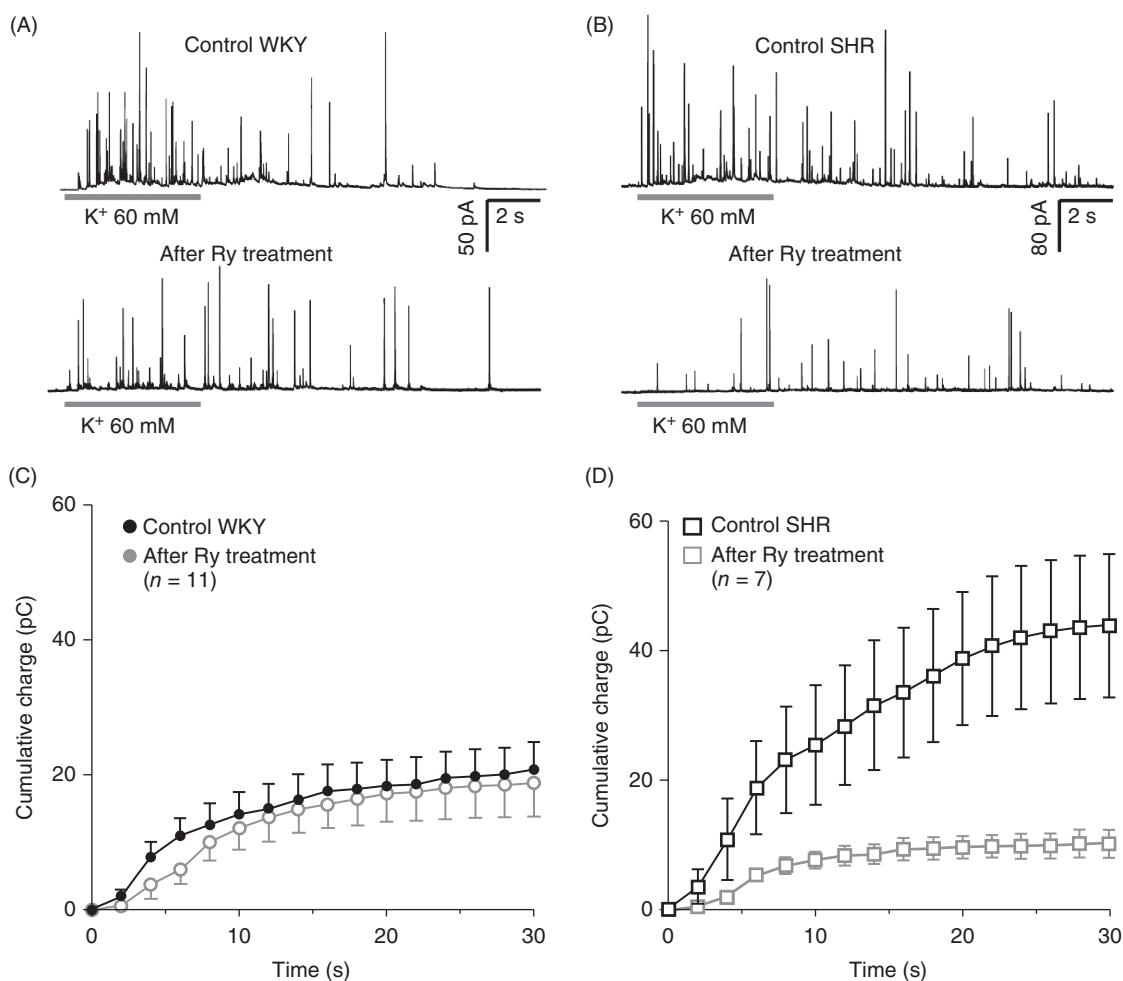 (A)
Control WKY
K⁺ 60 mM
50 pA
2 s
After Ry treatment
K⁺ 60 mM
(B)
Control SHR
K⁺ 60 mM
80 pA
2 s
After Ry treatment
K⁺ 60 mM
(C)
60
40
20
0
Cumulative charge (pC)
Control WKY
After Ry treatment
(n = 11)
0 10 20 30
Time (s)
(D)
60
40
20
0
Cumulative charge (pC)
Control SHR
After Ry treatment
(n = 7)
0 10 20 30
Time (s)